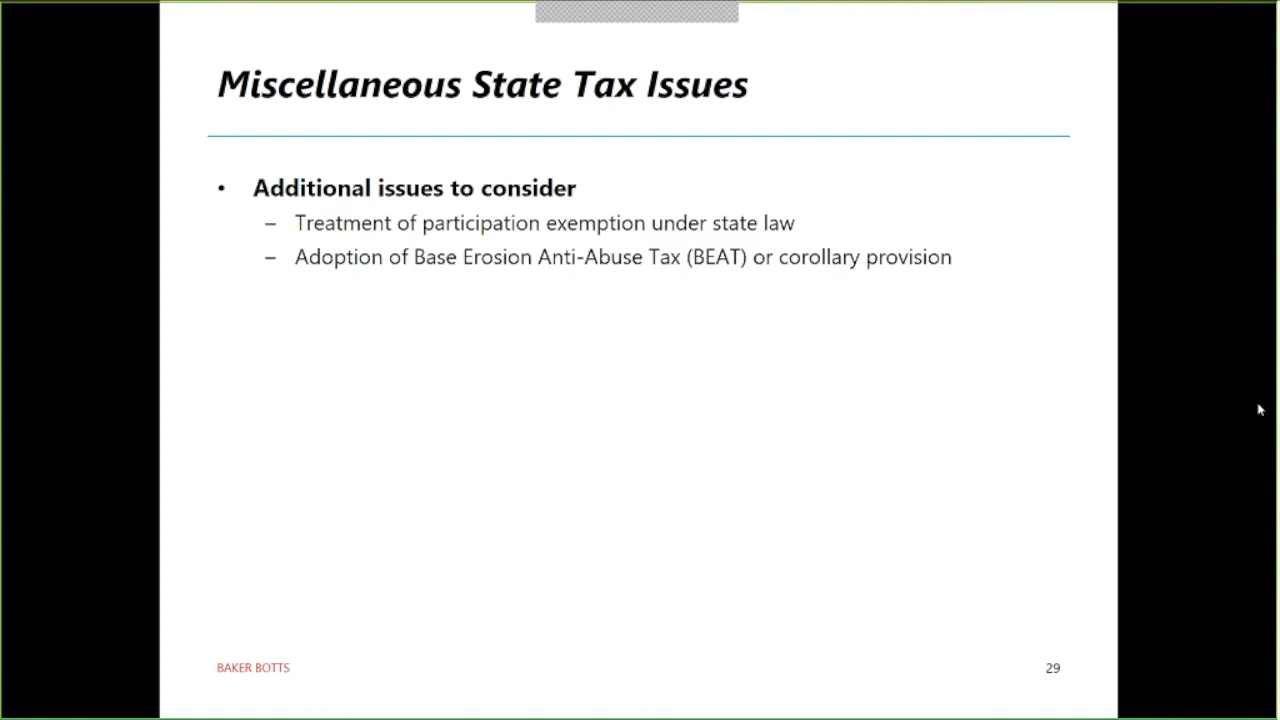 Miscellaneous State Tax Issues
• Additional issues to consider
– Treatment of participation exemption under state law
– Adoption of Base Erosion Anti-Abuse Tax (BEAT) or corollary provision
BAKER BOTTS
29